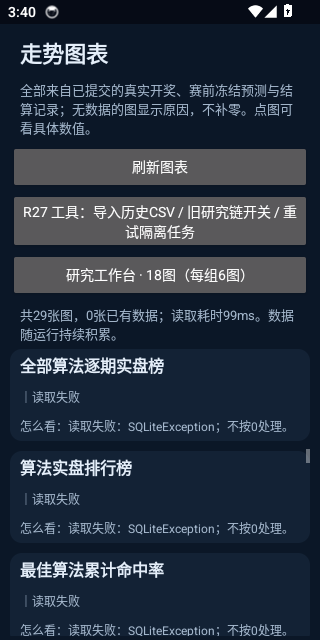 3:40
走势图表
全部来自已提交的真实开奖、赛前冻结预测与结
算记录；无数据的图显示原因，不补零。点图可
看具体数值。
刷新图表
R27 工具：导入历史CSV / 旧研究链开关 / 重
试隔离任务
研究工作台 · 18图（每组6图）
共29张图，0张已有数据；读取耗时99ms。数据
随运行持续积累。
全部算法逐期实盘榜
｜读取失败
怎么看：读取失败：SQLiteException；不按0处理。
算法实盘排行榜
｜读取失败
怎么看：读取失败：SQLiteException；不按0处理。
最佳算法累计命中率
｜读取失败
怎么看：读取失败：SQLiteException；不按0处理。